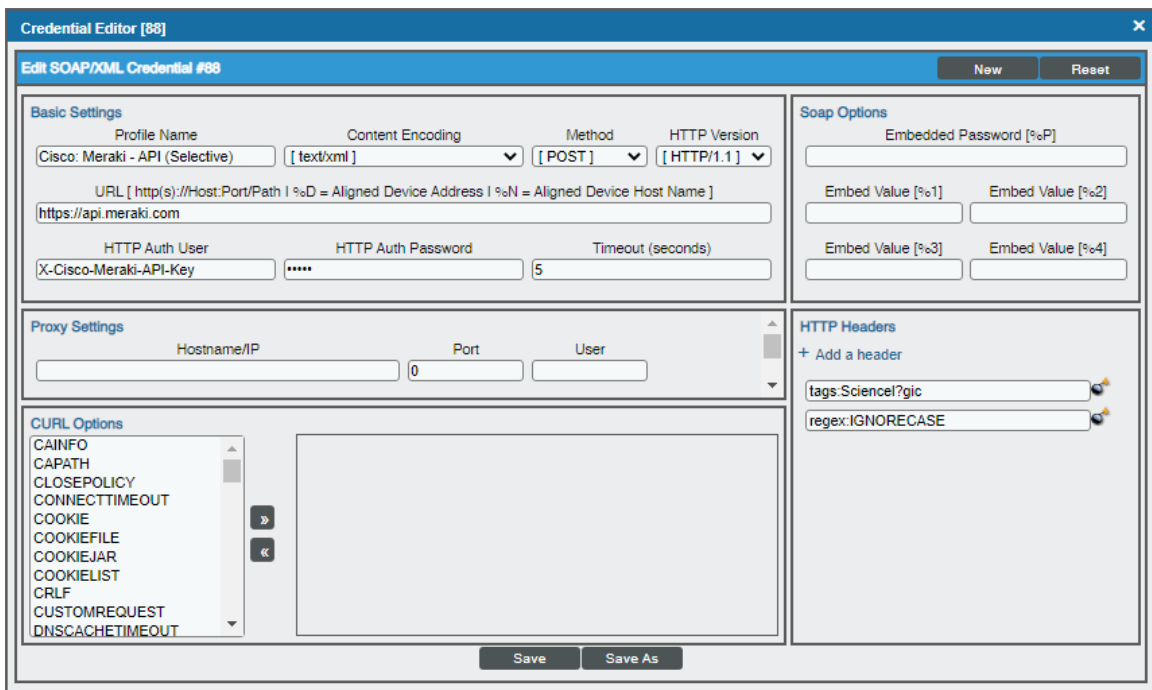 Credential Editor [88] ×
Edit SOAP/XML Credential #88 New Reset
Basic Settings
Profile Name Content Encoding Method HTTP Version
Cisco: Meraki - API (Selective) [ text/xml ] [ POST ] [ HTTP/1.1 ]
URL [ http(s)://Host:Port/Path | %D = Aligned Device Address | %N = Aligned Device Host Name ]
https://api.meraki.com
HTTP Auth User HTTP Auth Password Timeout (seconds)
X-Cisco-Meraki-API-Key ••••• 5
Soap Options
Embedded Password [%P]
Embed Value [%1] Embed Value [%2]
Embed Value [%3] Embed Value [%4]
Proxy Settings
Hostname/IP Port User
0
HTTP Headers
+ Add a header
tags:Sciencel?gic
regex:IGNORECASE
CURL Options
CAINFO
CAPATH
CLOSEPOLICY
CONNECTTIMEOUT
COOKIE
COOKIEFILE
COOKIEJAR
COOKIELIST
CRLF
CUSTOMREQUEST
DNSCACHETIMEOUT
»
«
Save Save As